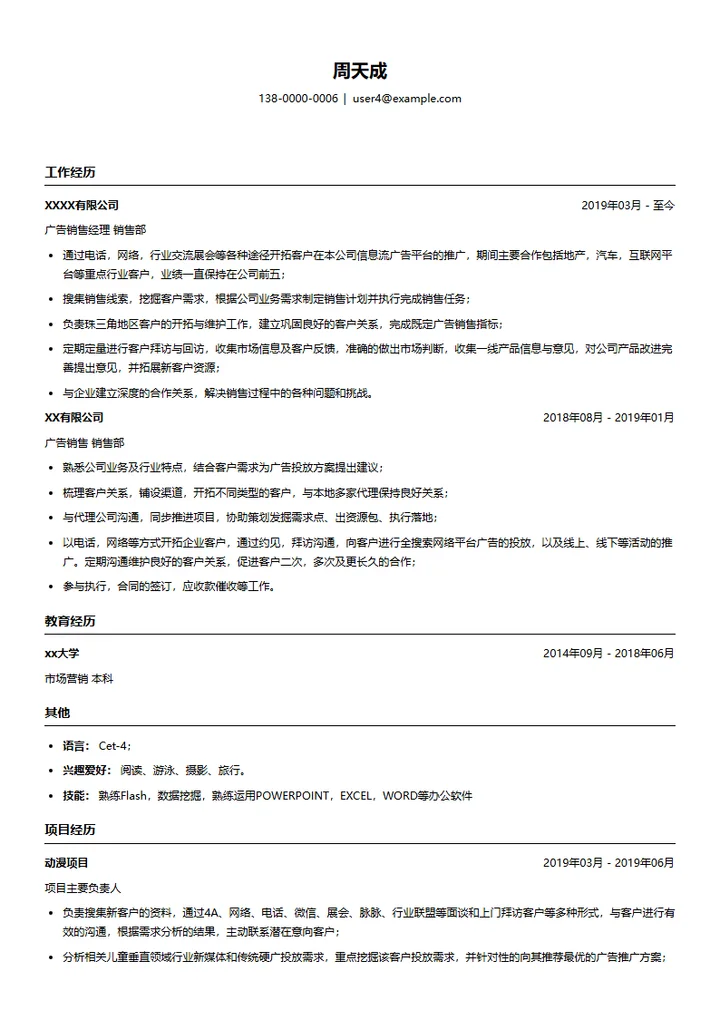 周天成
138-0000-0006 | user4@example.com
工作经历
XXXX有限公司 2019年03月 - 至今
广告销售经理 销售部
• 通过电话，网络，行业交流展会等各种途径开拓客户在本公司信息流广告平台的推广，期间主要合作包括地产，汽车，互联网平
台等重点行业客户，业绩一直保持在公司前五；
• 搜集销售线索，挖掘客户需求，根据公司业务需求制定销售计划并执行完成销售任务；
• 负责珠三角地区客户的开拓与维护工作，建立巩固良好的客户关系，完成既定广告销售指标；
• 定期定量进行客户拜访与回访，收集市场信息及客户反馈，准确的做出市场判断，收集一线产品信息与意见，对公司产品改进完
善提出意见，并拓展新客户资源；
• 与企业建立深度的合作关系，解决销售过程中的各种问题和挑战。
XX有限公司 2018年08月 - 2019年01月
广告销售 销售部
• 熟悉公司业务及行业特点，结合客户需求为广告投放方案提出建议；
• 梳理客户关系，铺设渠道，开拓不同类型的客户，与本地多家代理保持良好关系；
• 与代理公司沟通，同步推进项目，协助策划发掘需求点、出资源包、执行落地；
• 以电话，网络等方式开拓企业客户，通过约见，拜访沟通，向客户进行全搜索网络平台广告的投放，以及线上、线下等活动的推
广。定期沟通维护良好的客户关系，促进客户二次，多次及更长久的合作；
• 参与执行，合同的签订，应收款催收等工作。
教育经历
xx大学 2014年09月 - 2018年06月
市场营销 本科
其他
• 语言： Cet-4；
• 兴趣爱好： 阅读、游泳、摄影、旅行。
• 技能： 熟练Flash，数据挖掘，熟练运用POWERPOINT，EXCEL，WORD等办公软件
项目经历
动漫项目 2019年03月 - 2019年06月
项目主要负责人
• 负责搜集新客户的资料，通过4A、网络、电话、微信、展会、脉脉、行业联盟等面谈和上门拜访客户等多种形式，与客户进行有
效的沟通，根据需求分析的结果，主动联系潜在意向客户；
• 分析相关儿童垂直领域行业新媒体和传统硬广投放需求，重点挖掘该客户投放需求，并针对性的向其推荐最优的广告推广方案；